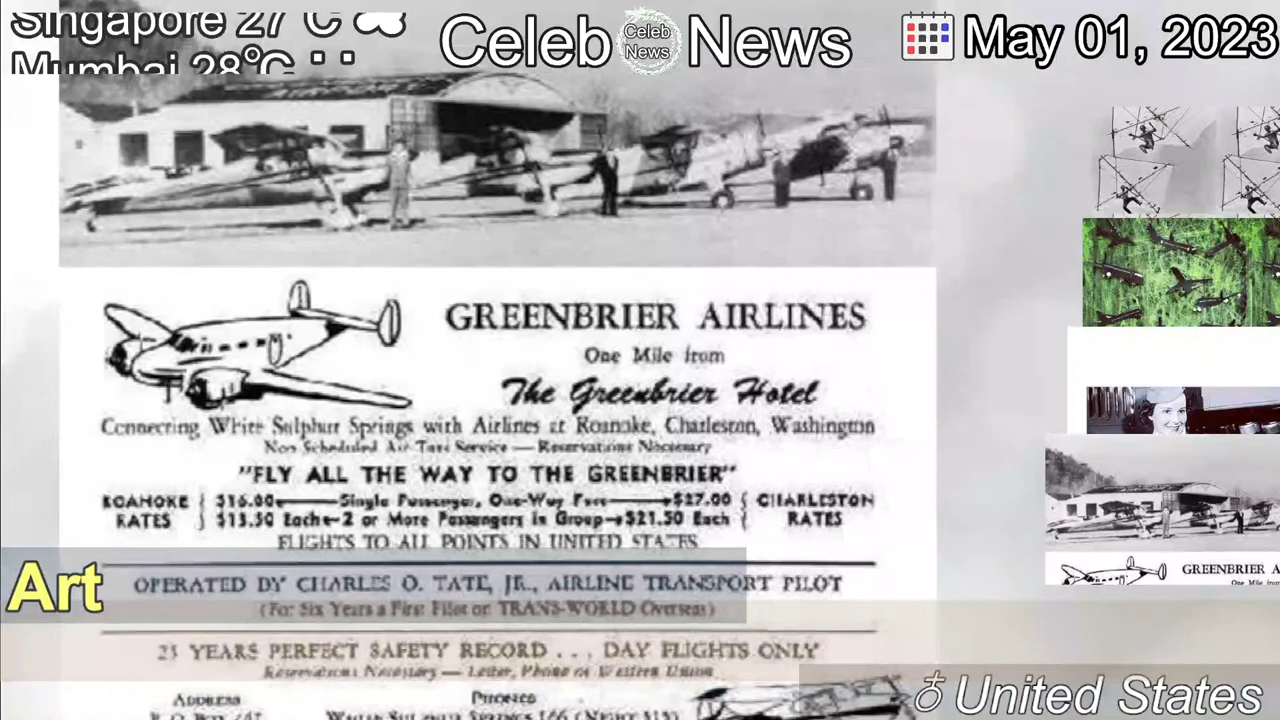 Singapore 27°C
Mumbai 28°C
Celeb Celeb News News
May 01, 2023
GREENBRIER AIRLINES
One Mile from
The Greenbrier Hotel
Connecting White Sulphur Springs with Airlines at Roanoke, Charleston, Washington
Non Scheduled Air Taxi Service — Reservations Necessary
"FLY ALL THE WAY TO THE GREENBRIER"
ROANOKE $16.00 Single Passenger, One-Way Fare $27.00 CHARLESTON
RATES $13.50 Each 2 or More Passengers in Group $21.50 Each RATES
FLIGHTS TO ALL POINTS IN UNITED STATES
Art
OPERATED BY CHARLES O. TATE, JR., AIRLINE TRANSPORT PILOT
(For Six Years a First Pilot on TRANS-WORLD Overseas)
25 YEARS PERFECT SAFETY RECORD . . . DAY FLIGHTS ONLY
Reservations Necessary — Letter, Phone or Western Union
ADDRESS PHONES
GREENBRIER A
One Mile
United States